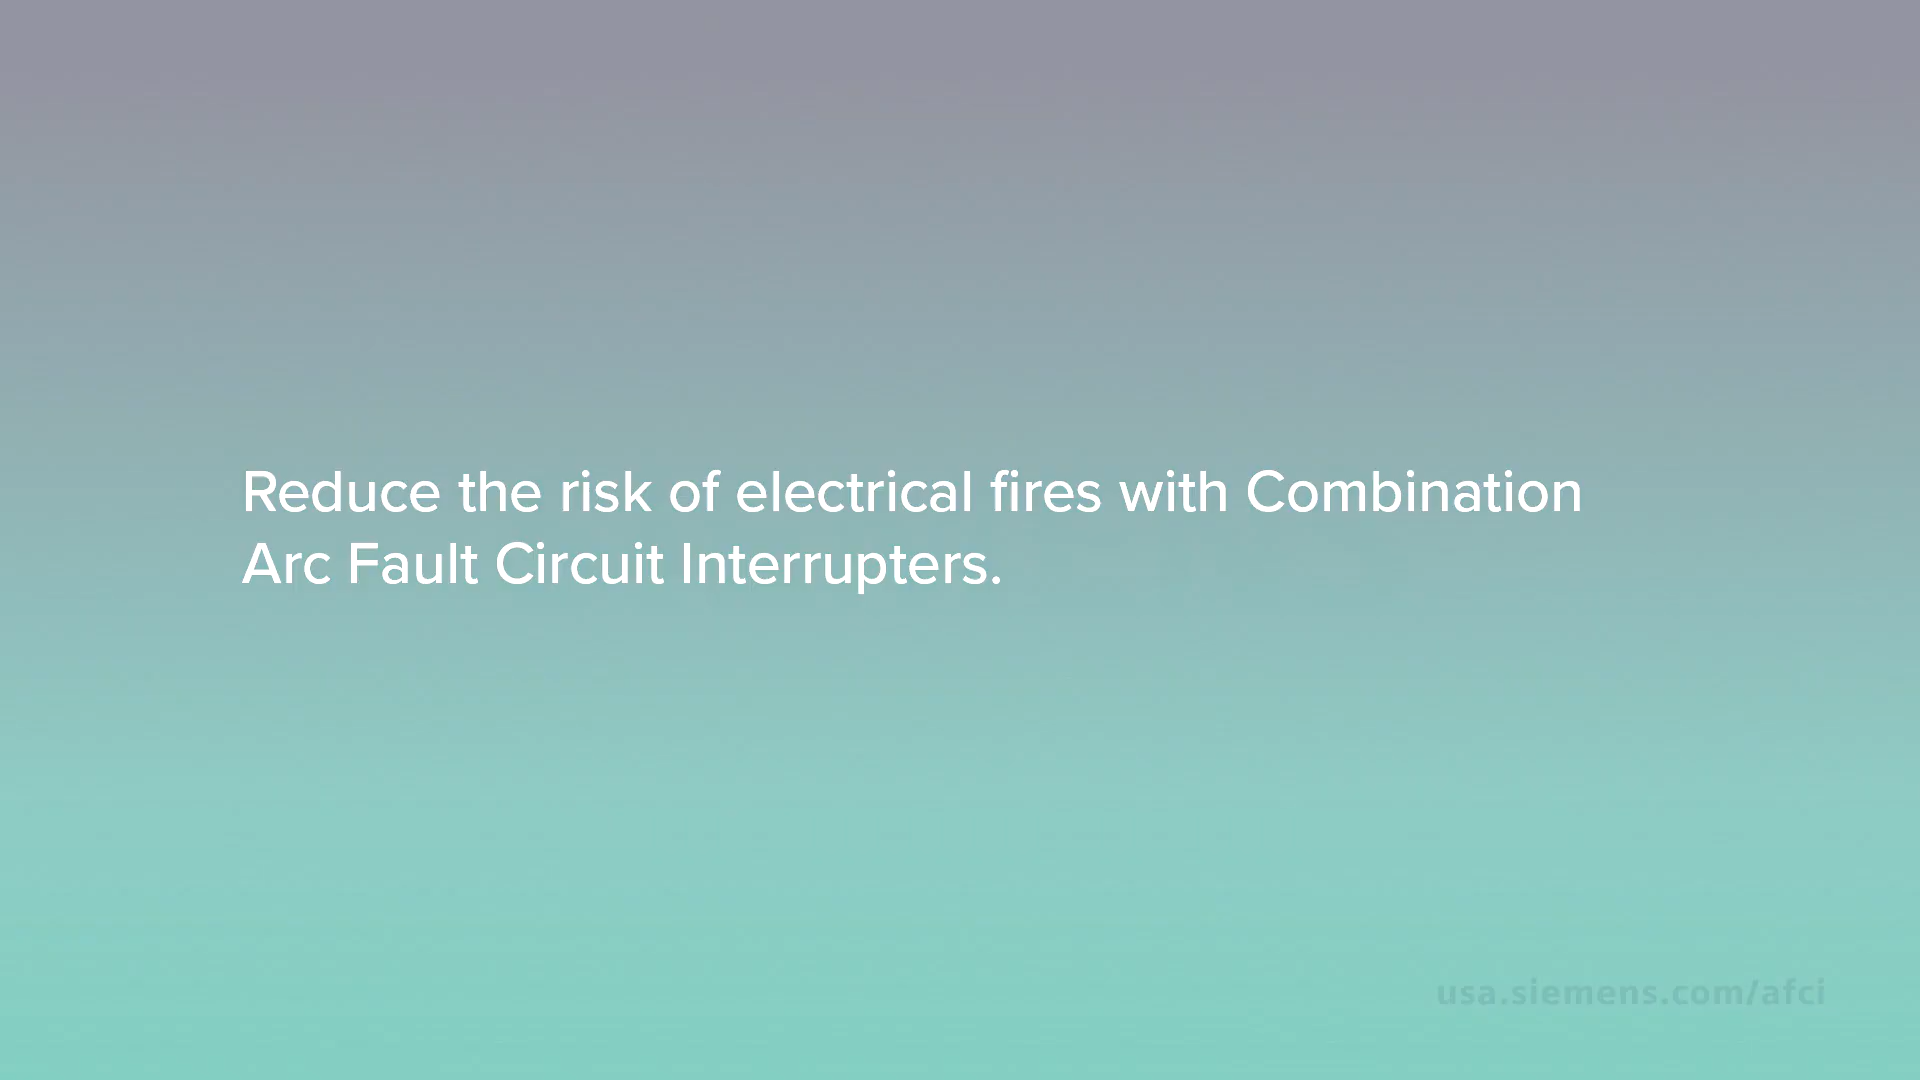 Reduce the risk of electrical fires with Combination
Arc Fault Circuit Interrupters.
usa.siemens.com/afci